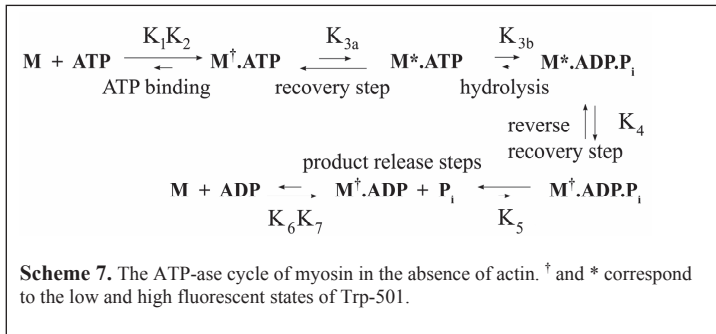 K₁K₂ K₃ₐ K₃b
M + ATP M†.ATP M*.ATP M*.ADP.Pᵢ
ATP binding recovery step hydrolysis
reverse K₄
recovery step
product release steps
M + ADP M†.ADP + Pᵢ M†.ADP.Pᵢ
K₆K₇ K₅
Scheme 7. The ATP-ase cycle of myosin in the absence of actin. † and * correspond
to the low and high fluorescent states of Trp-501.